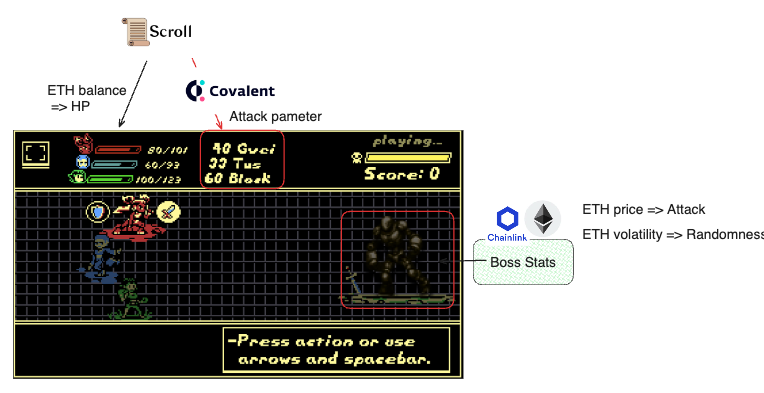 Scroll
ETH balance
=> HP
Covalent
Attack pameter
80/101
60/93
100/123
40 Gwei
33 Txs
60 Block
playing...
Score: 0
Chainlink
ETH price => Attack
ETH volatility => Randomness
Boss Stats
-Press action or use
arrows and spacebar.